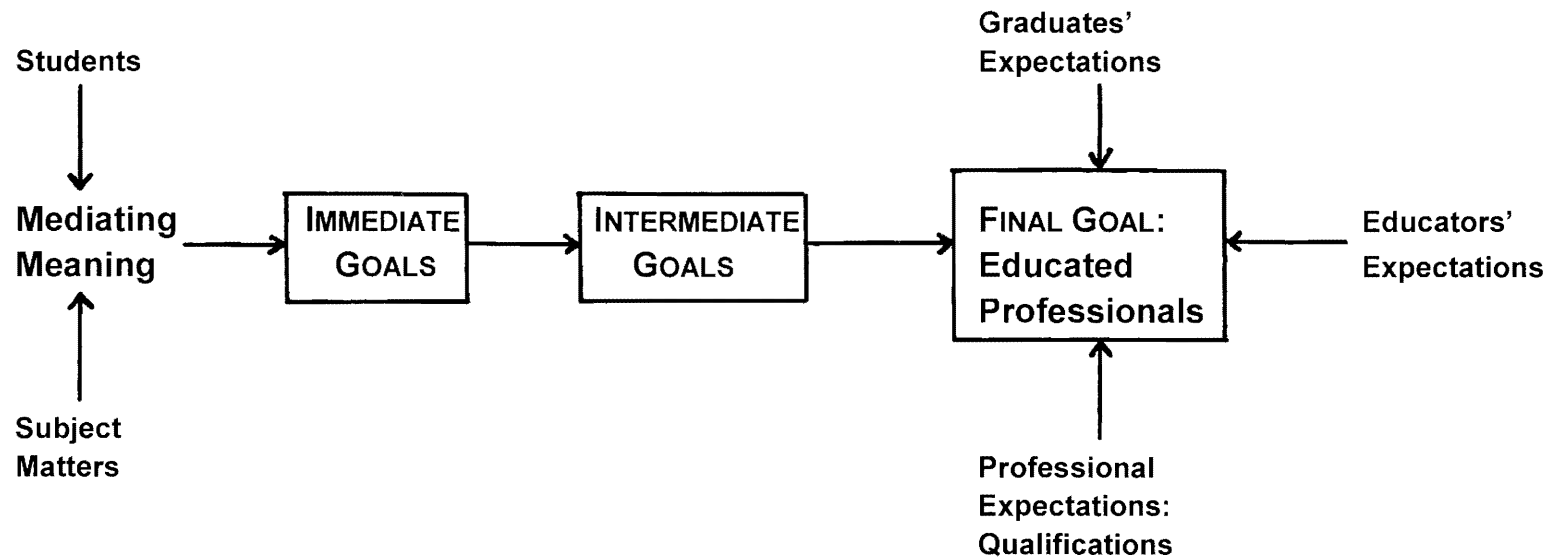 Students
Mediating
Meaning
Subject
Matters
IMMEDIATE
GOALS
INTERMEDIATE
GOALS
Graduates’
Expectations
FINAL GOAL:
Educated
Professionals
Educators’
Expectations
Professional
Expectations:
Qualifications